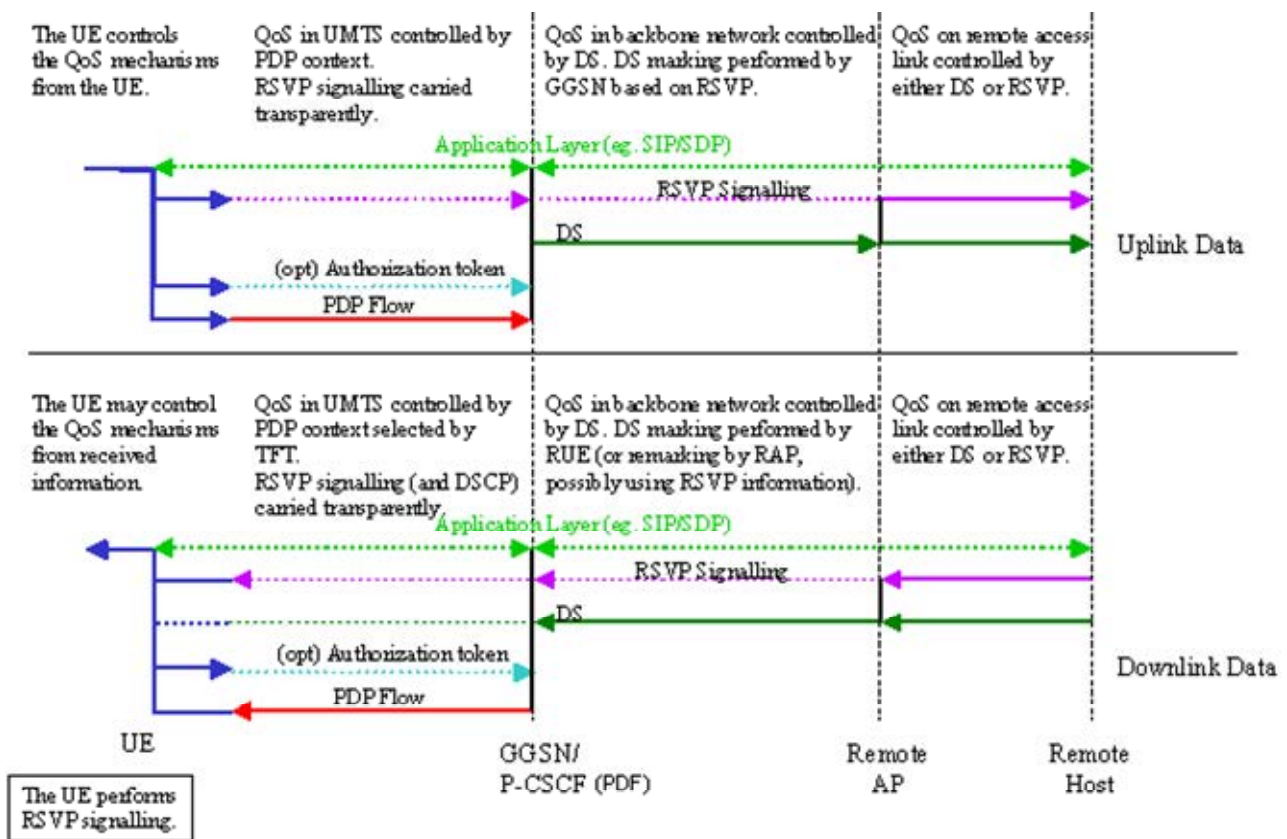 The UE controls
the QoS mechanisms
from the UE.
QoS in UMTS controlled by
PDP context.
RSVP signalling carried
transparently.
QoS in backbone network controlled
by DS. DS marking performed by
GGSN based on RSVP.
QoS on remote access
link controlled by
either DS or RSVP.
Application Layer (eg. SIP/SDP)
RSVP Signalling
DS
Uplink Data
(opt) Authorization token
PDP Flow
The UE may control
the QoS mechanisms
from received
information.
QoS in UMTS controlled by
PDP context selected by
TFT.
RSVP signalling (and DSCP)
carried transparently.
QoS in backbone network controlled
by DS. DS marking performed by
RUE (or remarking by RAP,
possibly using RSVP information).
QoS on remote access
link controlled by
either DS or RSVP.
Application Layer (eg. SIP/SDP)
RSVP Signalling
DS
(opt) Authorization token
Downlink Data
PDP Flow
UE
GGSN/
P-CSCF (PDF)
Remote
AP
Remote
Host
The UE performs
RSVP signalling.